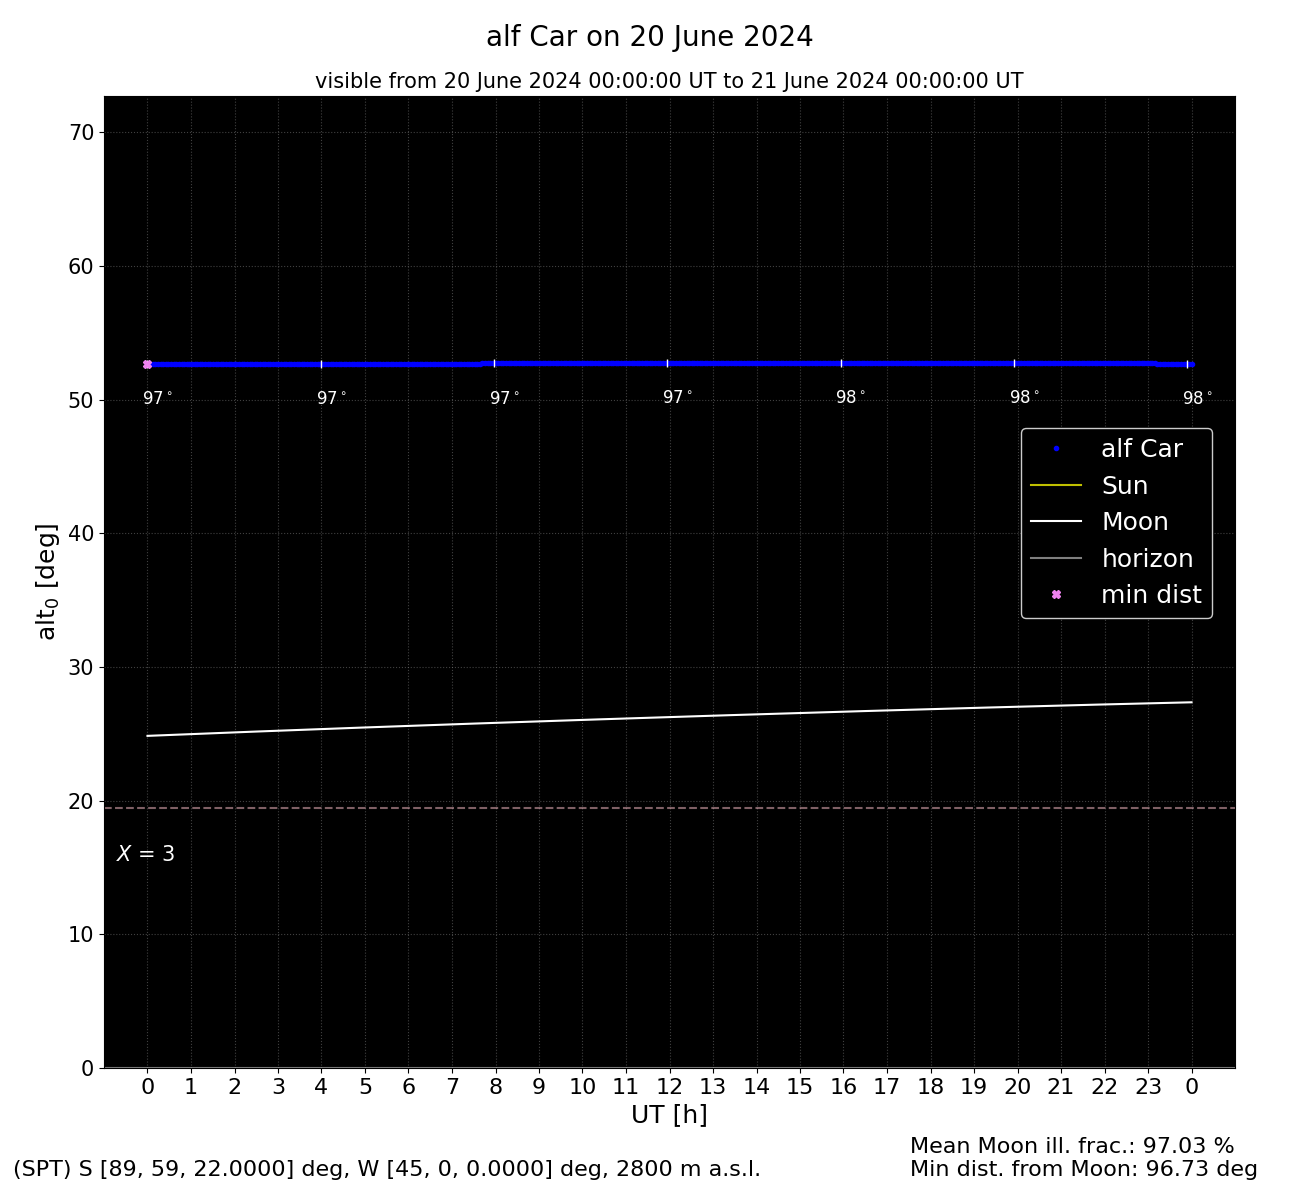 alf Car on 20 June 2024
visible from 20 June 2024 00:00:00 UT to 21 June 2024 00:00:00 UT
70
60
50
40
30
20
10
0
alt₀ [deg]
97° 97° 97° 97° 98° 98° 98°
alf Car
Sun
Moon
horizon
min dist
X = 3
0 1 2 3 4 5 6 7 8 9 10 11 12 13 14 15 16 17 18 19 20 21 22 23 0
UT [h]
Mean Moon ill. frac.: 97.03 %
(SPT) S [89, 59, 22.0000] deg, W [45, 0, 0.0000] deg, 2800 m a.s.l.
Min dist. from Moon: 96.73 deg